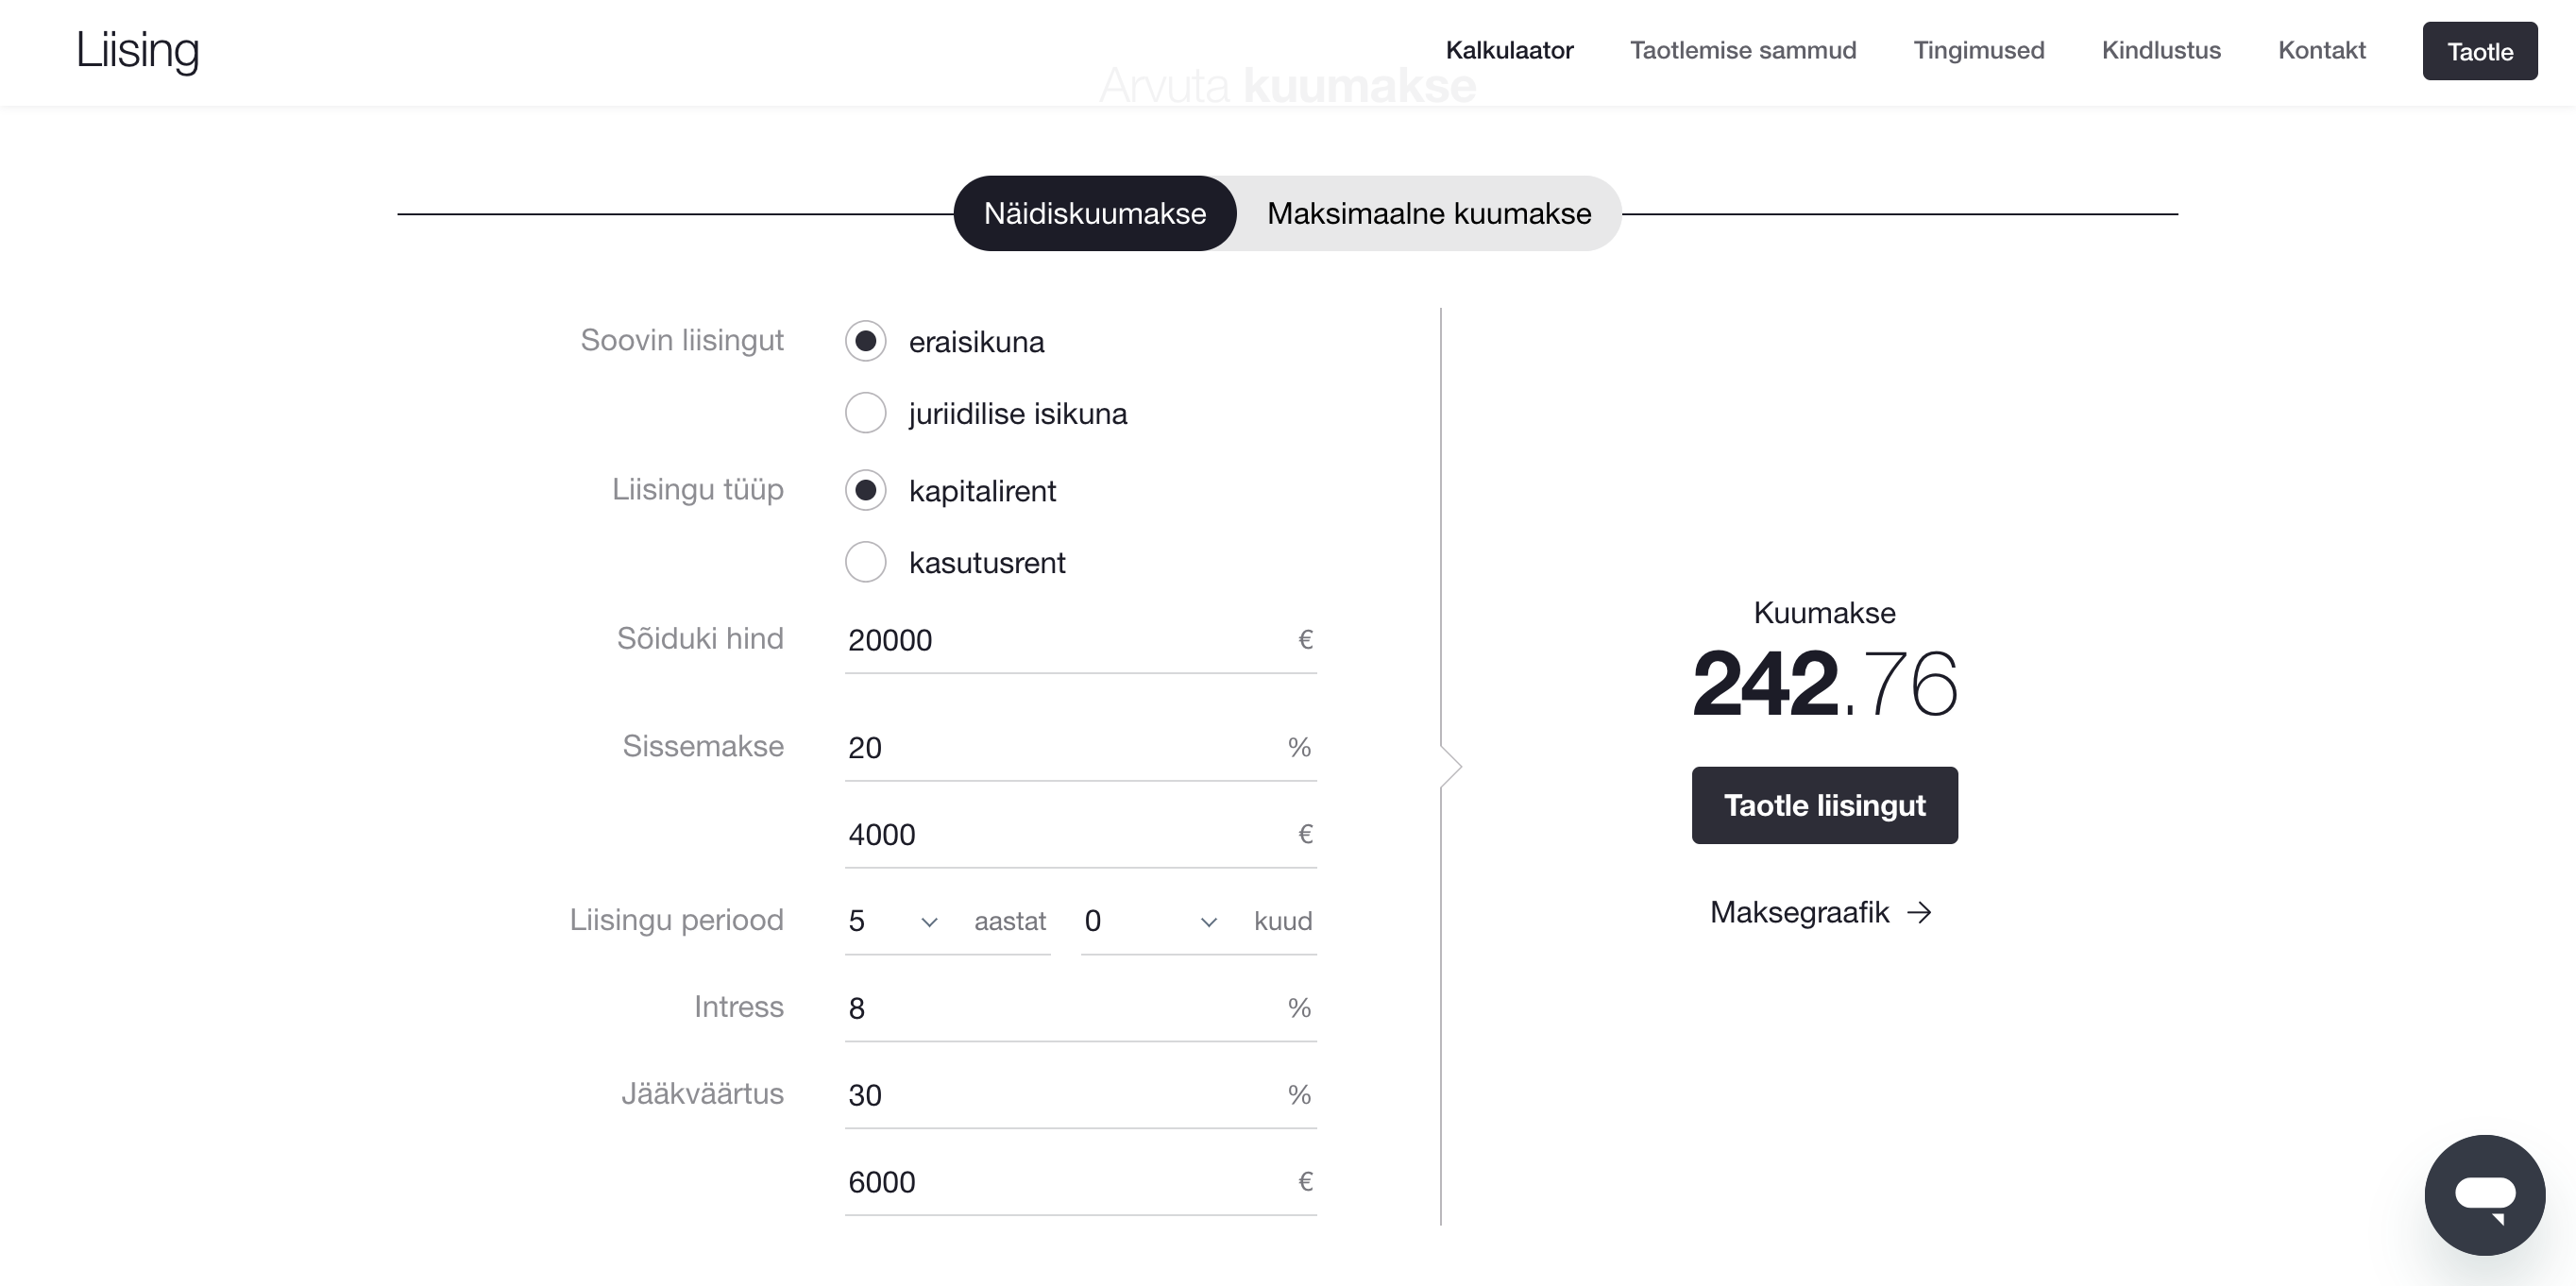 Liising
Kalkulaator
Taotlemise sammud
Tingimused
Kindlustus
Kontakt
Taotle
Arvuta kuumakse
Näidiskuumakse
Maksimaalne kuumakse
Soovin liisingut
eraisikuna
juriidilise isikuna
Liisingu tüüp
kapitalirent
kasutusrent
Sõiduki hind
20000 €
Sissemakse
20 %
4000 €
Liisingu periood
5 aastat 0 kuud
Intress
8 %
Jääkväärtus
30 %
6000 €
Kuumakse
242.76
Taotle liisingut
Maksegraafik →